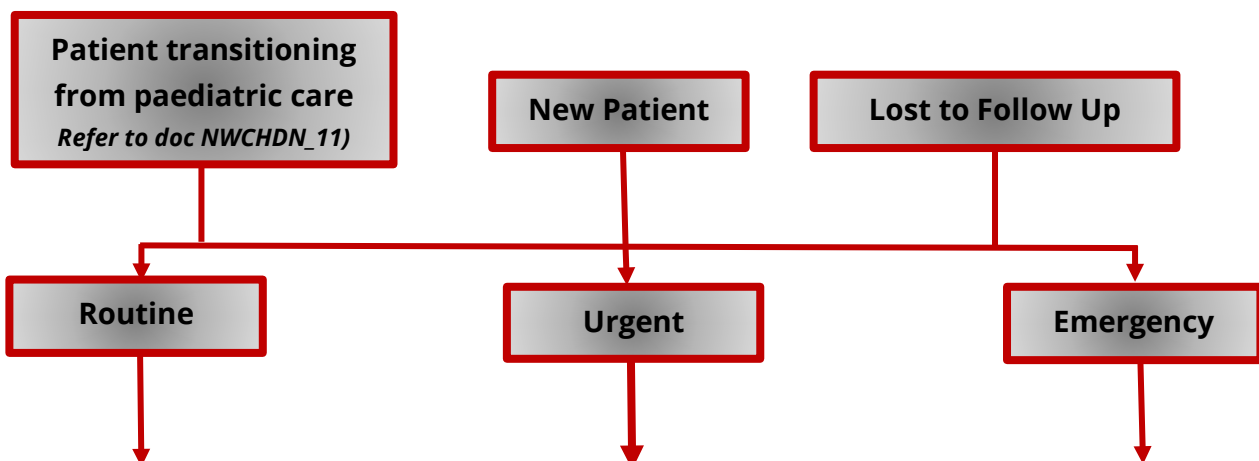 Patient transitioning
from paediatric care
Refer to doc NWCHDN_11)
New Patient
Lost to Follow Up
Routine
Urgent
Emergency